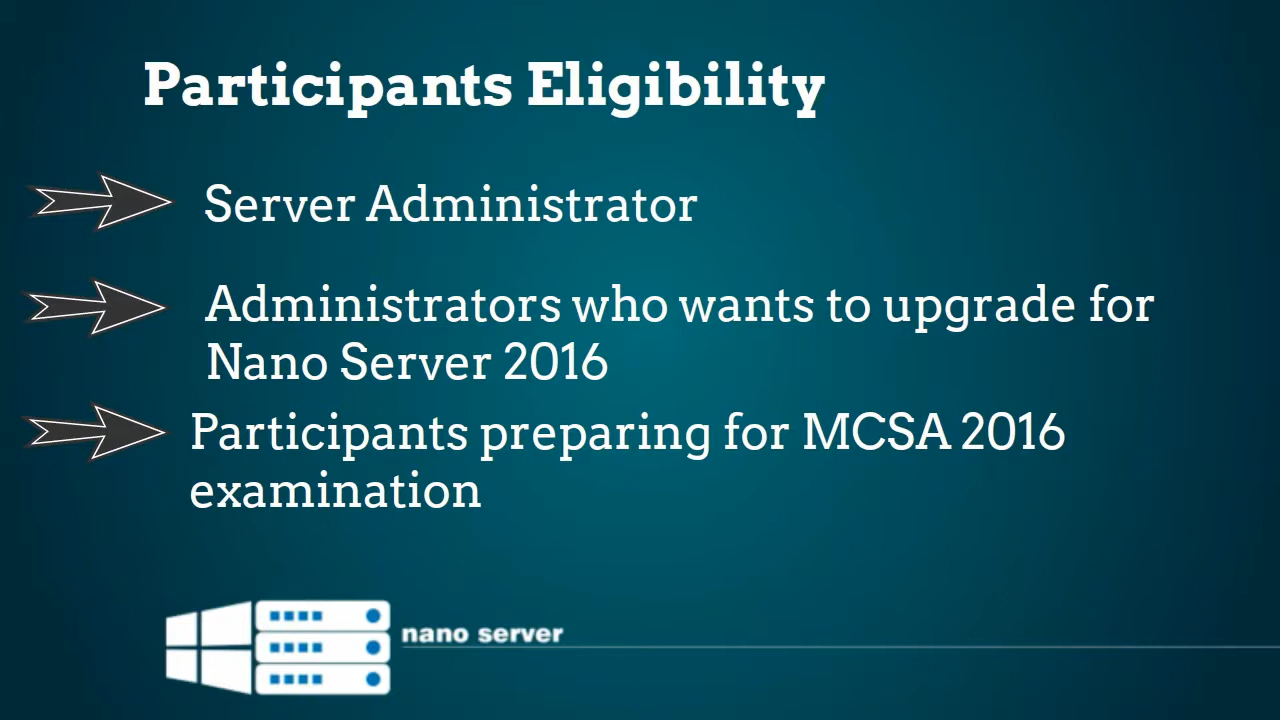 Participants Eligibility
Server Administrator
Administrators who wants to upgrade for
Nano Server 2016
Participants preparing for MCSA 2016
examination
nano server